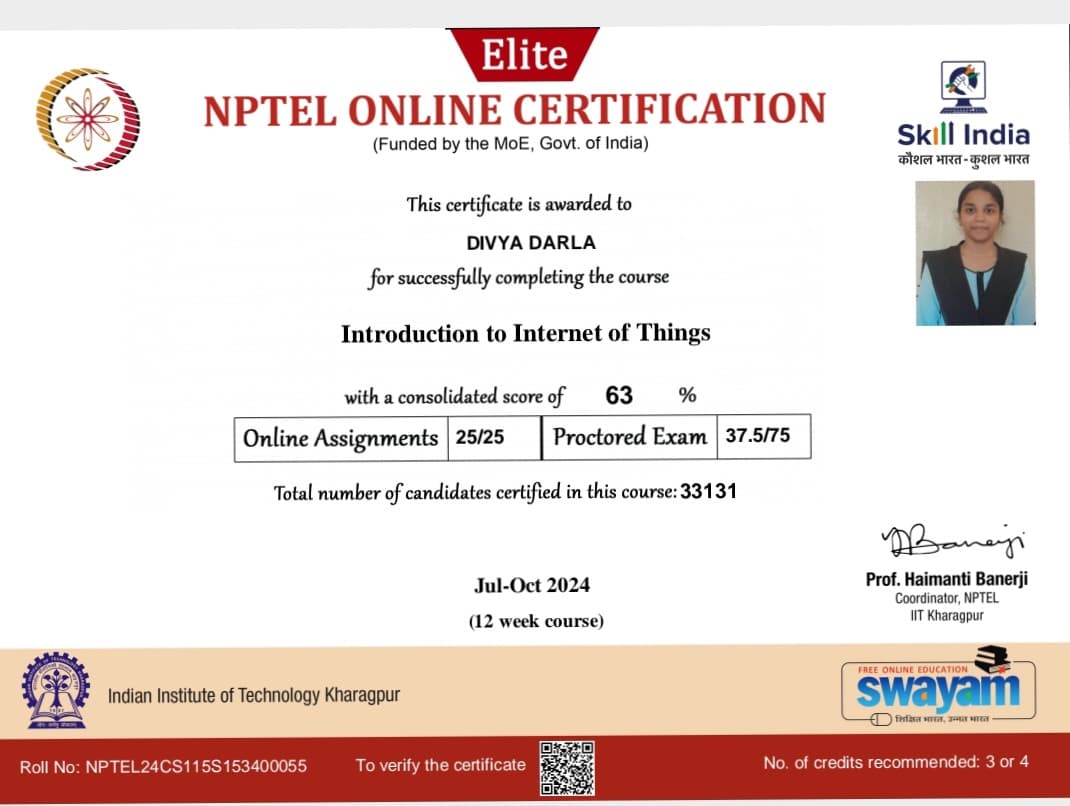 Elite
NPTEL ONLINE CERTIFICATION
(Funded by the MoE, Govt. of India)
Skill India
कौशल भारत - कुशल भारत
This certificate is awarded to
DIVYA DARLA
for successfully completing the course
Introduction to Internet of Things
with a consolidated score of 63 %
Online Assignments 25/25 Proctored Exam 37.5/75
Total number of candidates certified in this course: 33131
Jul-Oct 2024
(12 week course)
Prof. Haimanti Banerji
Coordinator, NPTEL
IIT Kharagpur
Indian Institute of Technology Kharagpur
FREE ONLINE EDUCATION
swayam
शिक्षित भारत, उन्नत भारत
Roll No: NPTEL24CS115S153400055
To verify the certificate
No. of credits recommended: 3 or 4